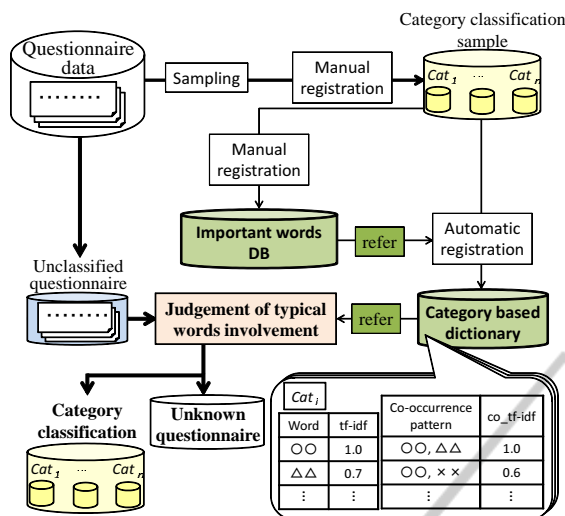 Questionnaire
data
. . . . . . . .
Sampling
Manual
registration
Category classification
sample
Cat 1 ... Cat n
Manual
registration
Important words
DB
refer
Automatic
registration
Unclassified
questionnaire
. . . . . . . .
Judgement of typical
words involvement
refer
Category based
dictionary
Category
classification
Cat 1 ... Cat n
Unknown
questionnaire
Cat i
Word tf-idf
○○ 1.0
△△ 0.7
⋮ ⋮
Co-occurrence
pattern co_tf-idf
○○, △△ 1.0
○○, × × 0.6
⋮ ⋮